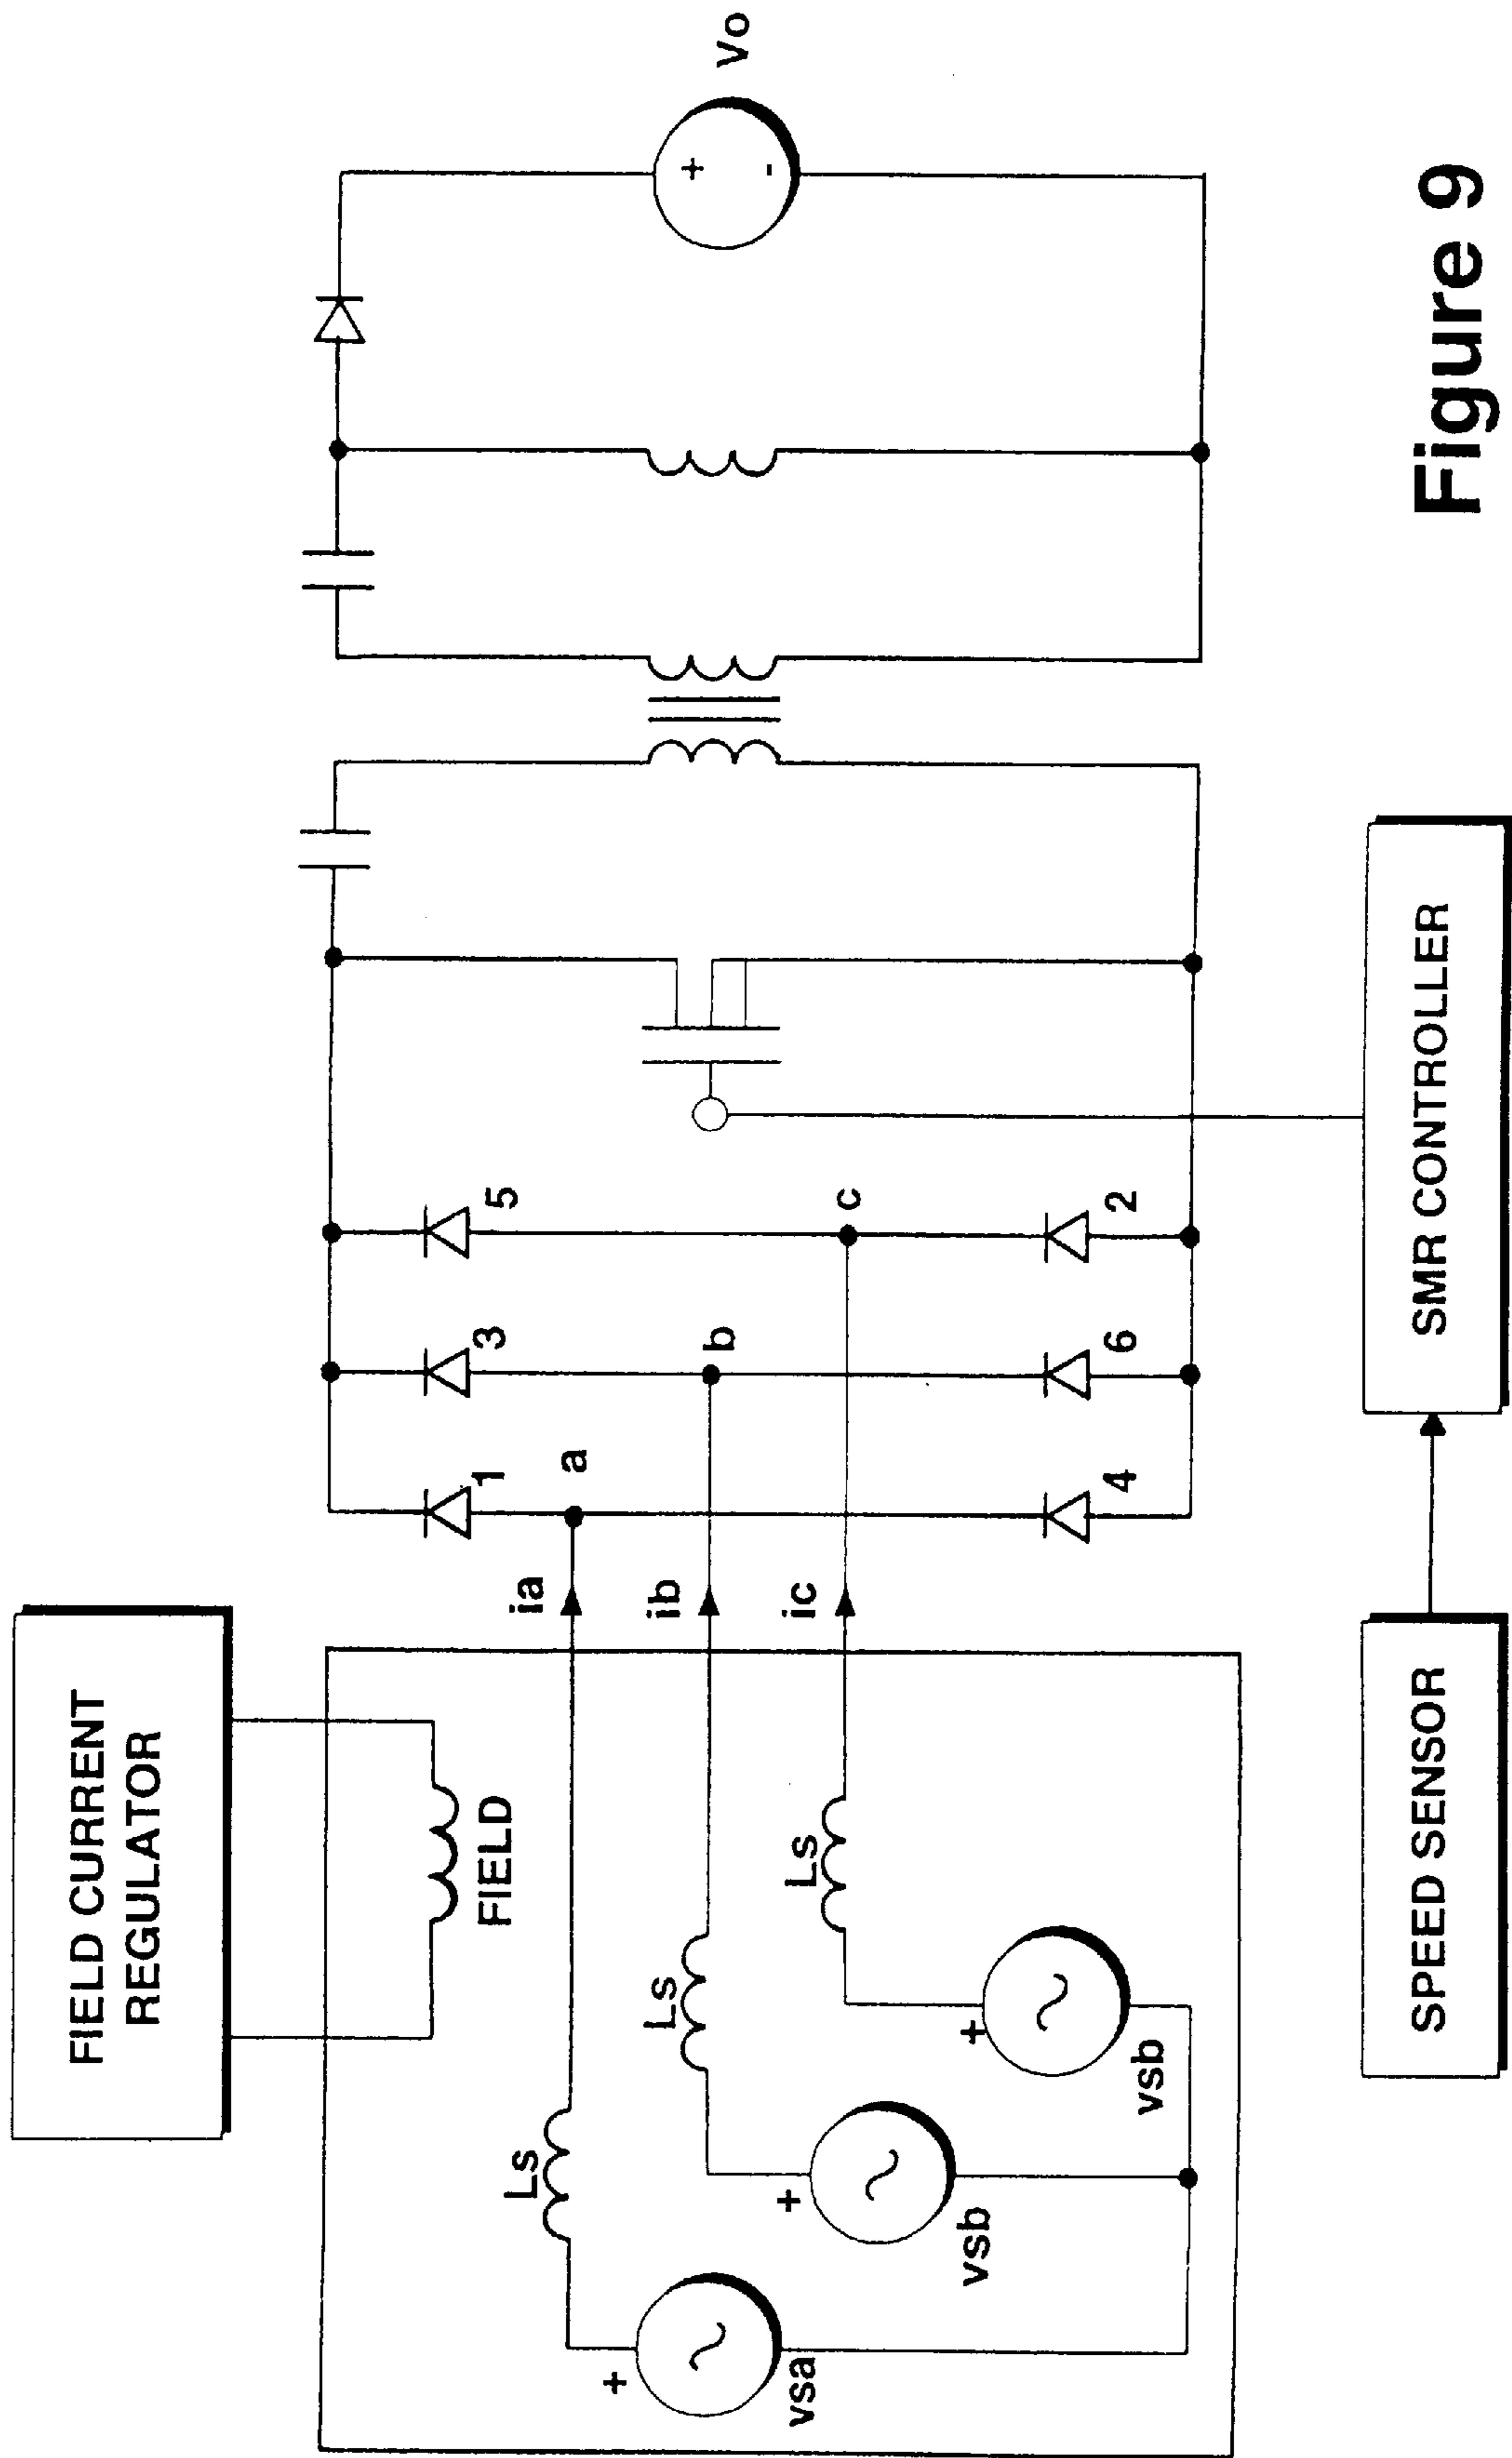 FIELD CURRENT
REGULATOR
FIELD
Ls
Ls
Ls
+
vsa
+
vsb
+
vsb
ia
ib
ic
a
b
c
1
3
5
4
6
2
+
-
Vo
SPEED SENSOR
SMR CONTROLLER
Figure 9